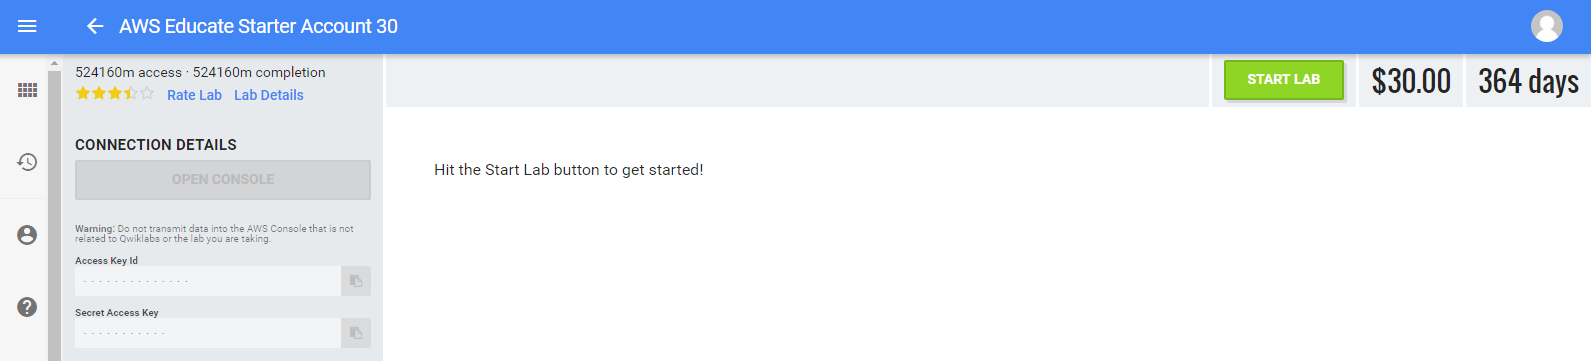 AWS Educate Starter Account 30
524160m access · 524160m completion
Rate Lab Lab Details
START LAB
$30.00
364 days
CONNECTION DETAILS
OPEN CONSOLE
Hit the Start Lab button to get started!
Warning: Do not transmit data into the AWS Console that is not
related to Qwiklabs or the lab you are taking.
Access Key Id
Secret Access Key